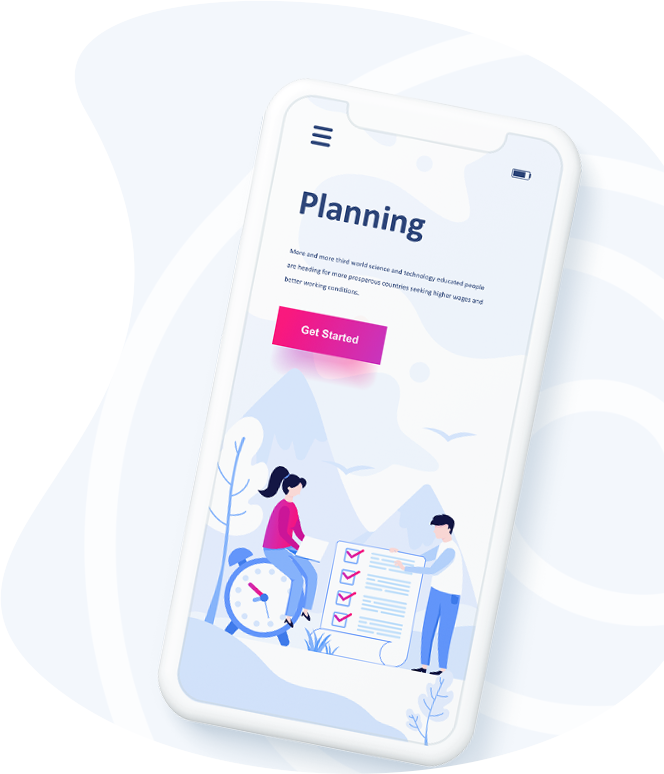 Planning
More and more third world science and technology educated people
are heading for more prosperous countries seeking higher wages and
better working conditions.
Get Started